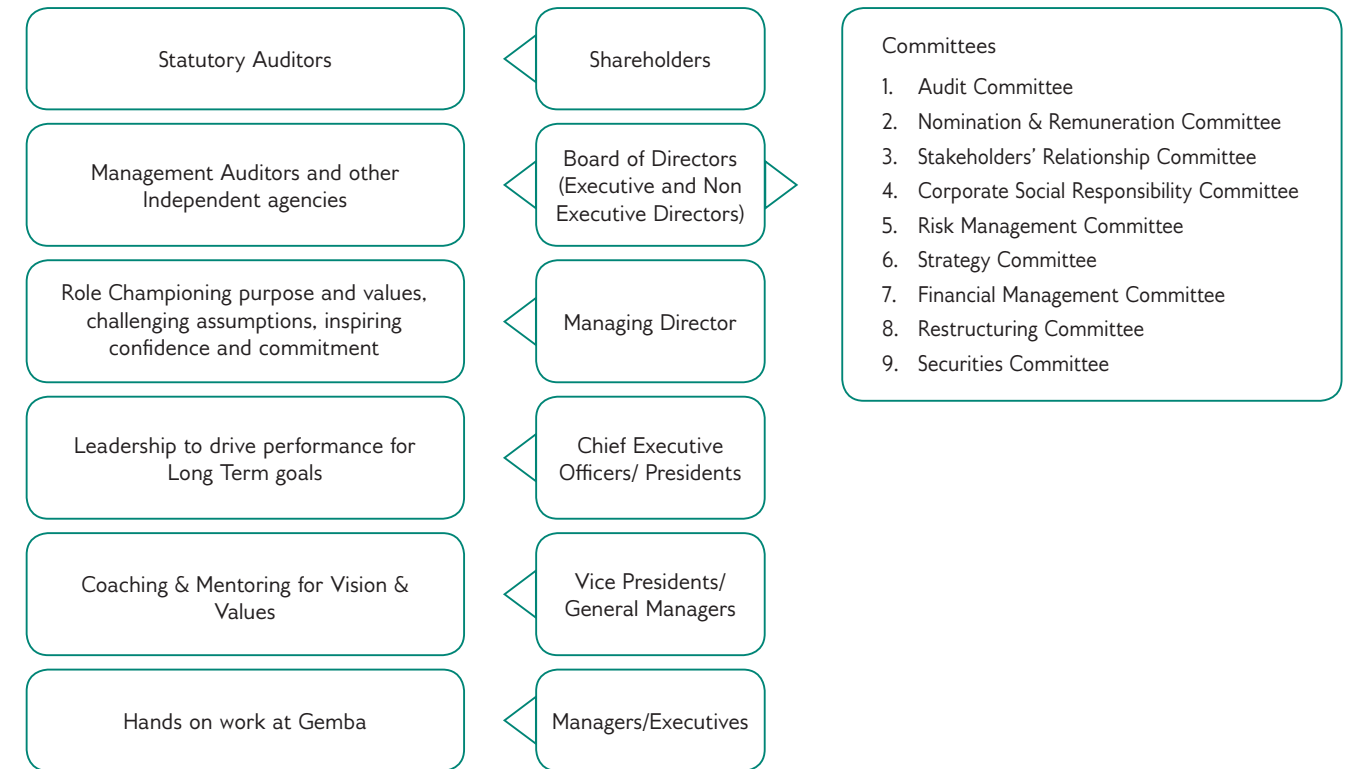 Statutory Auditors
Shareholders
Management Auditors and other
Independent agencies
Board of Directors
(Executive and Non
Executive Directors)
Role Championing purpose and values,
challenging assumptions, inspiring
confidence and commitment
Managing Director
Leadership to drive performance for
Long Term goals
Chief Executive
Officers/ Presidents
Coaching & Mentoring for Vision &
Values
Vice Presidents/
General Managers
Hands on work at Gemba
Managers/Executives
Committees
1. Audit Committee
2. Nomination & Remuneration Committee
3. Stakeholders’ Relationship Committee
4. Corporate Social Responsibility Committee
5. Risk Management Committee
6. Strategy Committee
7. Financial Management Committee
8. Restructuring Committee
9. Securities Committee